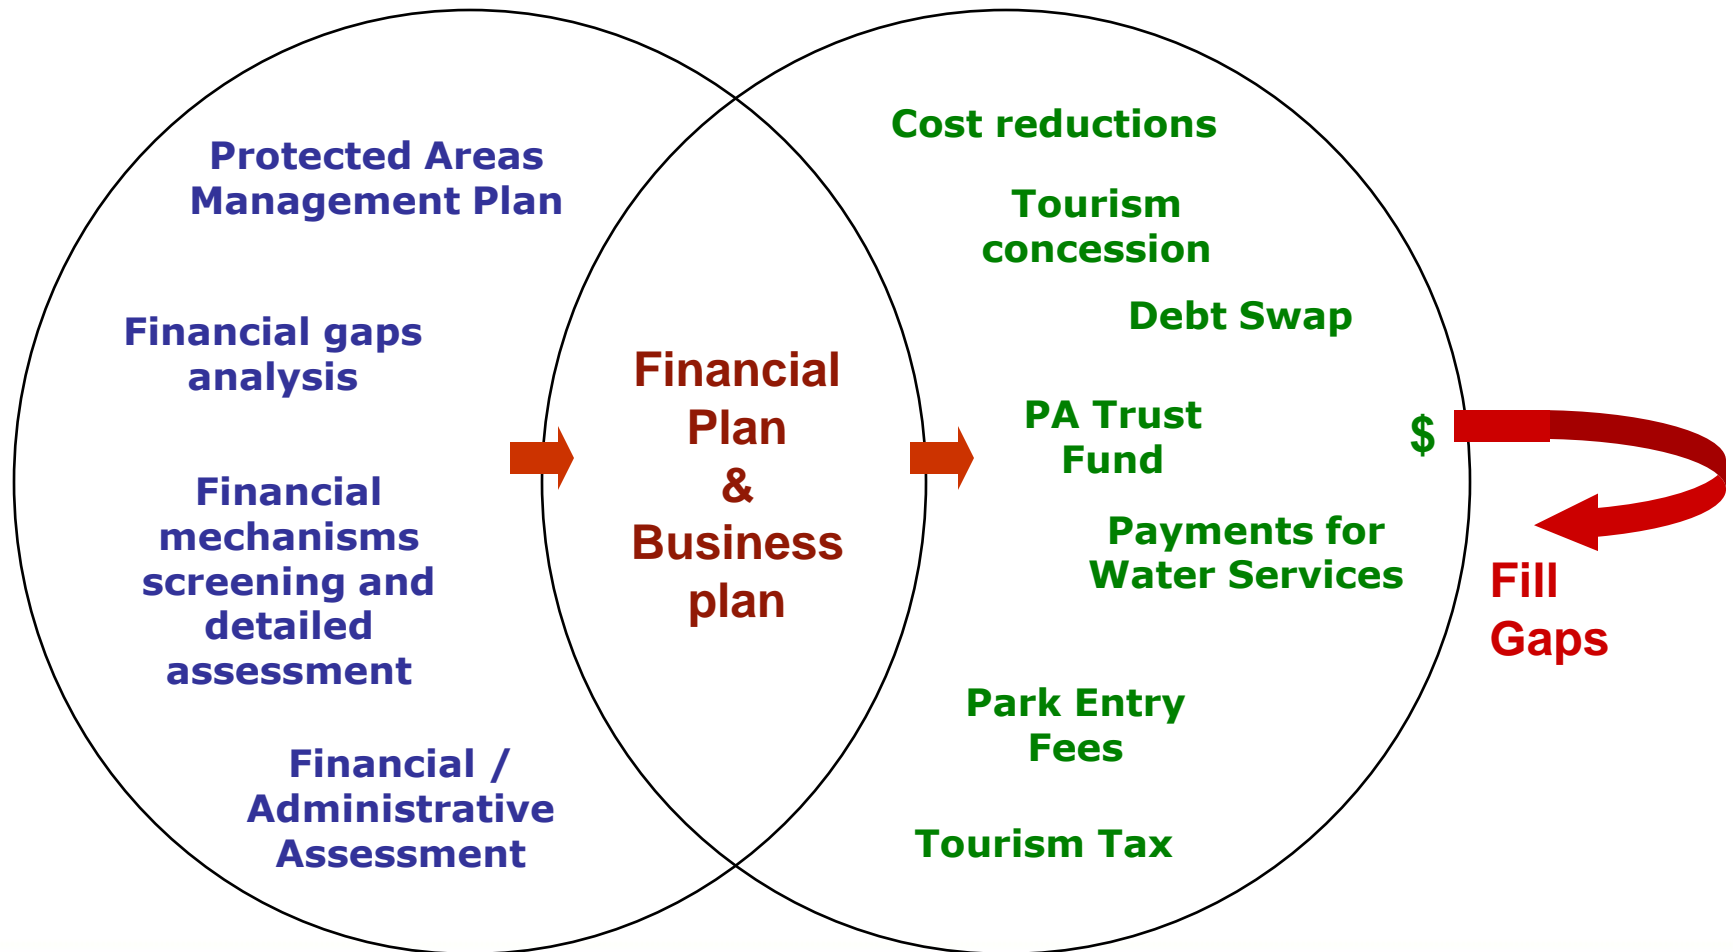 Protected Areas
Management Plan
Financial gaps
analysis
Financial
mechanisms
screening and
detailed
assessment
Financial /
Administrative
Assessment
Financial
Plan
&
Business
plan
Cost reductions
Tourism
concession
Debt Swap
PA Trust
Fund
$
Payments for
Water Services
Park Entry
Fees
Tourism Tax
Fill
Gaps